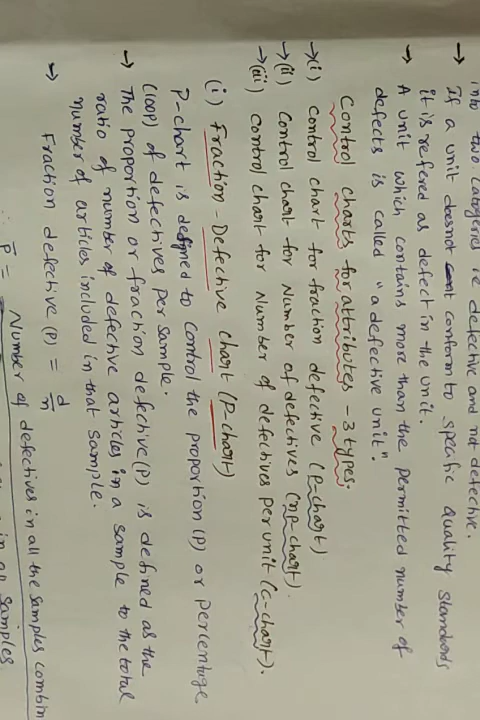 into two categories ie defective and not defective.
→ If a unit doesnot conform to specific quality standards
it is refered as defect in the unit.
→ A unit which contains more than the permitted number of
defects is called "a defective unit".
Control charts for attributes - 3 types.
→(i) control chart for fraction defective (P-chart)
→(ii) Control chart for Number of defectives (np-chart)
→(iii) control chart for Number of defectives per unit (C-chart).
(i) Fraction - Defective chart (P-chart)
P-chart is defined to control the proportion (P) or percentage
(100P) of defectives per sample.
→ The proportion or fraction defective (P) is defined as the
ratio of number of defective articles in a sample to the total
number of articles included in that sample.
→ Fraction defective (P) = d/n
∴ P̄ = Number of defectives in all the samples combin
in all samples